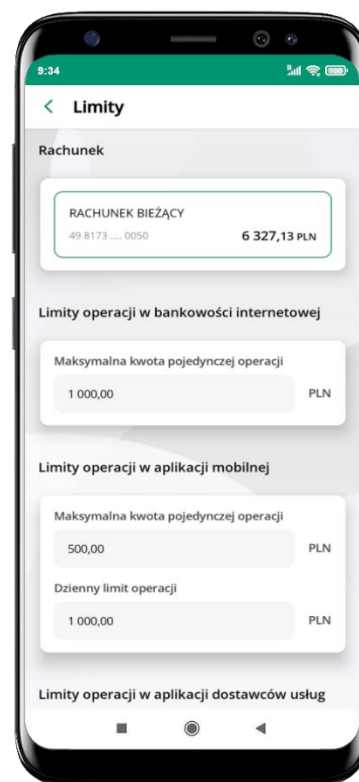 9:34
Limity
Rachunek
RACHUNEK BIEŻĄCY
49 8173 .... 0050 6 327,13 PLN
Limity operacji w bankowości internetowej
Maksymalna kwota pojedynczej operacji
1 000,00 PLN
Limity operacji w aplikacji mobilnej
Maksymalna kwota pojedynczej operacji
500,00 PLN
Dzienny limit operacji
1 000,00 PLN
Limity operacji w aplikacji dostawców usług